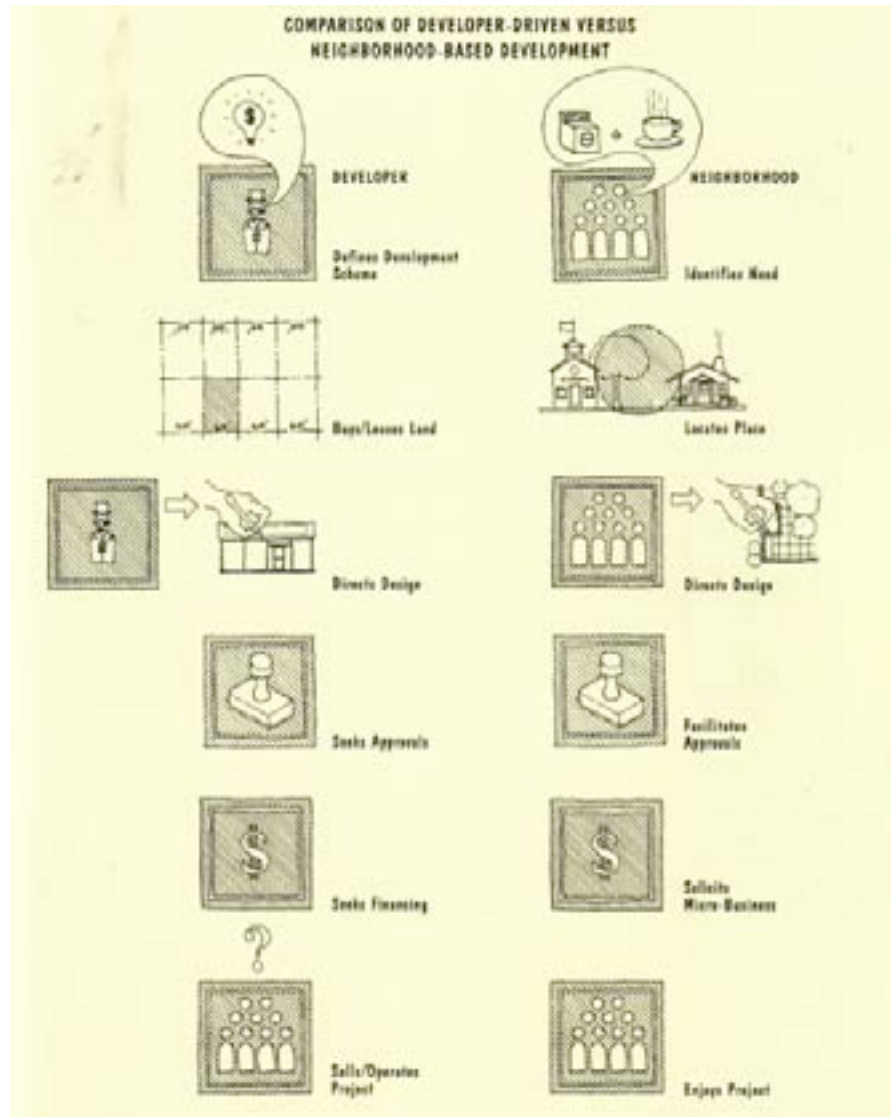 COMPARISON OF DEVELOPER-DRIVEN VERSUS
NEIGHBORHOOD-BASED DEVELOPMENT
$
DEVELOPER
Defines Development
Scheme
Buys/Leases Land
Directs Design
Seeks Approvals
$
Seeks Financing
?
Sells/Operates
Project
NEIGHBORHOOD
Identifies Need
Locates Place
Directs Design
Facilitates
Approvals
$
Solicits
Micro-Business
Enjoys Project